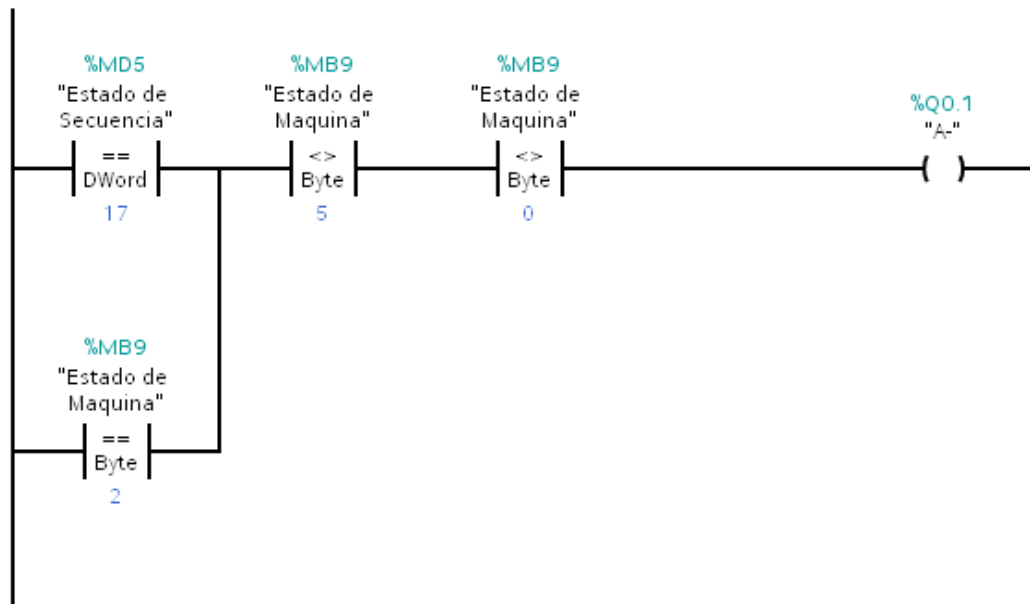 %MD5
"Estado de
Secuencia"
==
DWord
17
%MB9
"Estado de
Maquina"
<>
Byte
5
%MB9
"Estado de
Maquina"
<>
Byte
0
%Q0.1
"A-"
%MB9
"Estado de
Maquina"
==
Byte
2